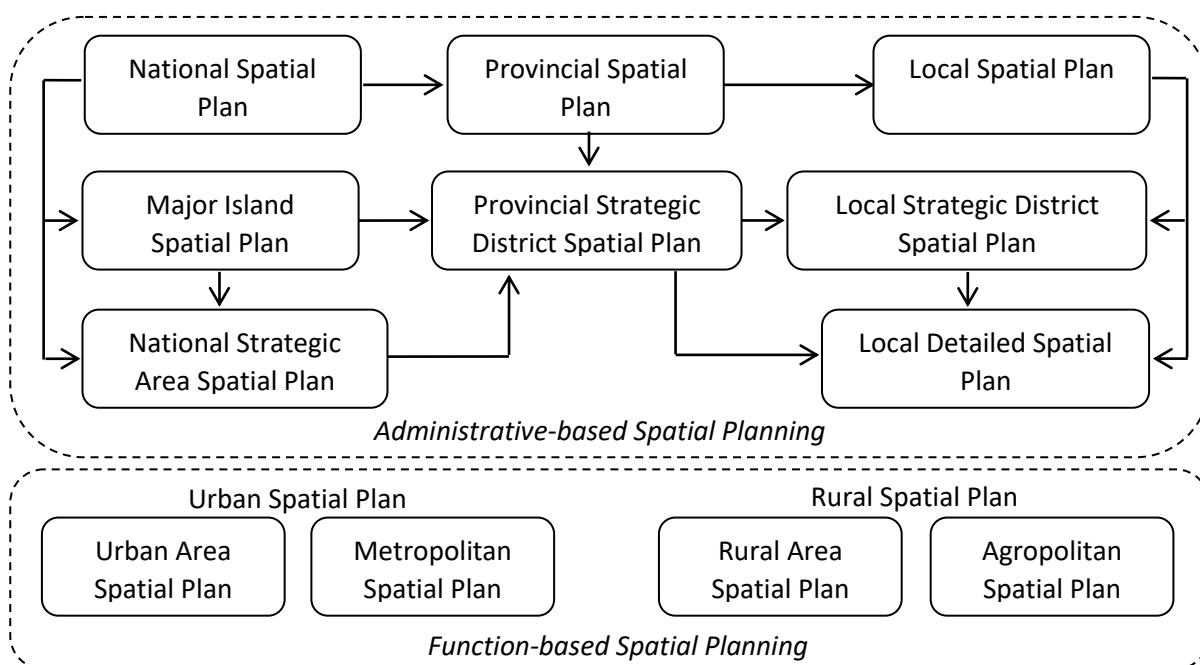 National Spatial
Plan
Provincial Spatial
Plan
Local Spatial Plan
Major Island
Spatial Plan
Provincial Strategic
District Spatial Plan
Local Strategic District
Spatial Plan
National Strategic
Area Spatial Plan
Local Detailed Spatial
Plan
Administrative-based Spatial Planning
Urban Spatial Plan
Rural Spatial Plan
Urban Area
Spatial Plan
Metropolitan
Spatial Plan
Rural Area
Spatial Plan
Agropolitan
Spatial Plan
Function-based Spatial Planning